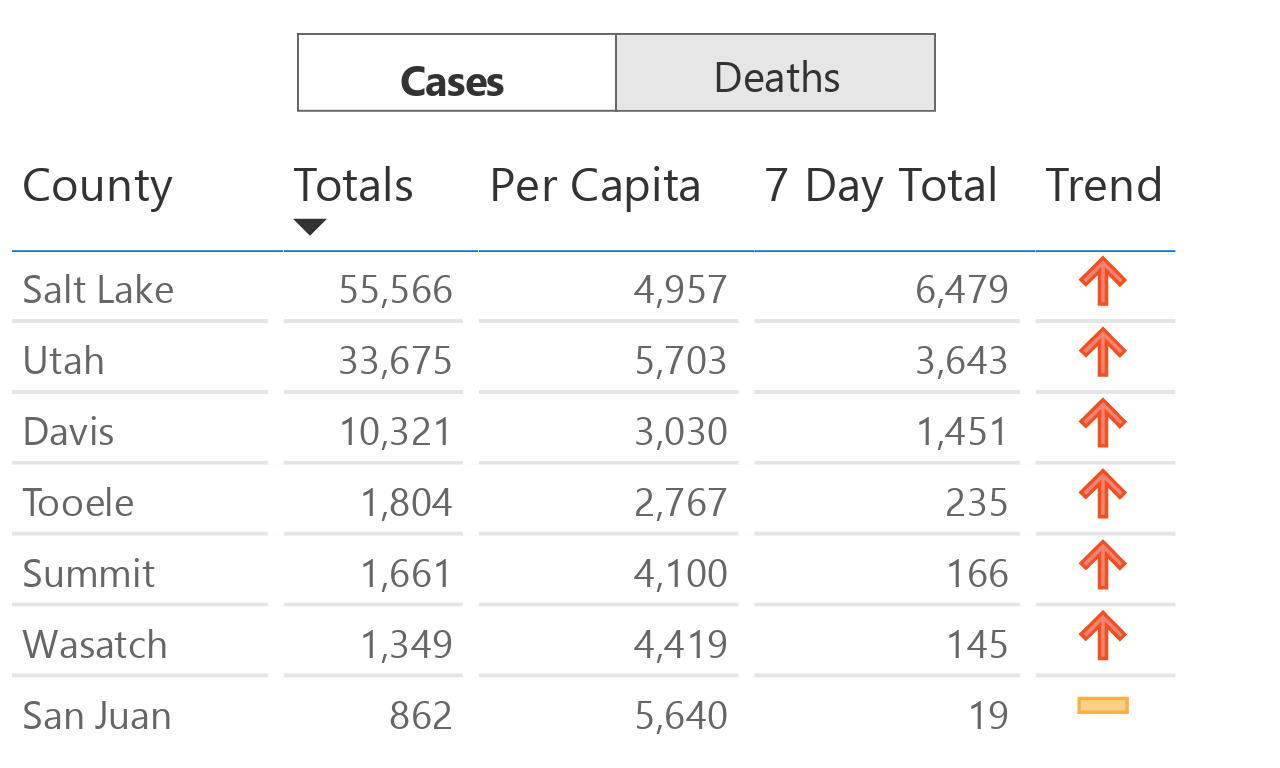 Cases Deaths
County Totals Per Capita 7 Day Total Trend
Salt Lake 55,566 4,957 6,479
Utah 33,675 5,703 3,643
Davis 10,321 3,030 1,451
Tooele 1,804 2,767 235
Summit 1,661 4,100 166
Wasatch 1,349 4,419 145
San Juan 862 5,640 19